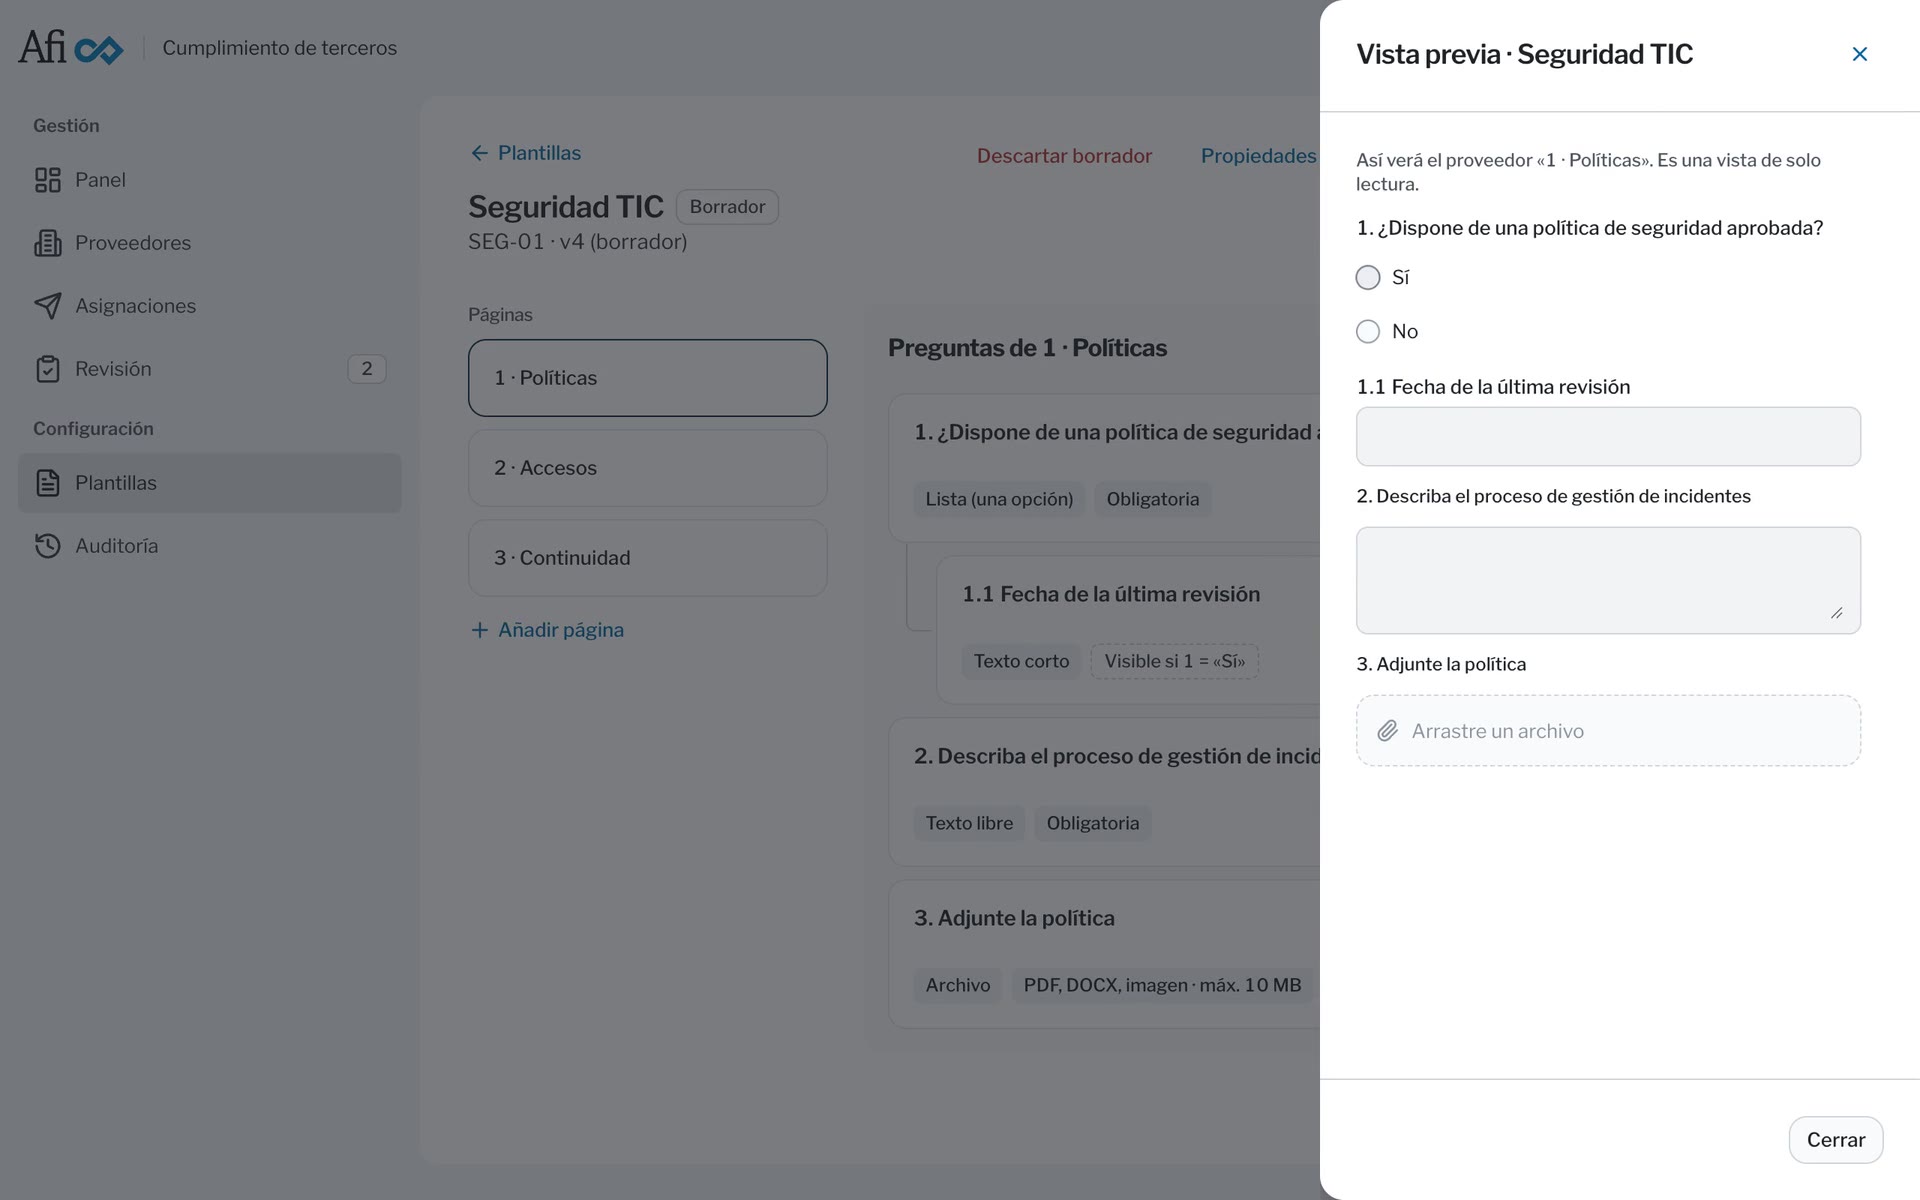 Afi
Cumplimiento de terceros
Gestión
Panel
Proveedores
Asignaciones
Revisión
2
Configuración
Plantillas
Auditoría
Plantillas
Descartar borrador
Propiedades
Seguridad TIC
Borrador
SEG-01 · v4 (borrador)
Páginas
1 · Políticas
2 · Accesos
3 · Continuidad
Añadir página
Preguntas de 1 · Políticas
1. ¿Dispone de una política de seguridad
Lista (una opción)
Obligatoria
1.1 Fecha de la última revisión
Texto corto
Visible si 1 = «Sí»
2. Describa el proceso de gestión de incid
Texto libre
Obligatoria
3. Adjunte la política
Archivo
PDF, DOCX, imagen · máx. 10 MB
Vista previa · Seguridad TIC
Así verá el proveedor «1 · Políticas». Es una vista de solo
lectura.
1. ¿Dispone de una política de seguridad aprobada?
Sí
No
1.1 Fecha de la última revisión
2. Describa el proceso de gestión de incidentes
3. Adjunte la política
Arrastre un archivo
Cerrar